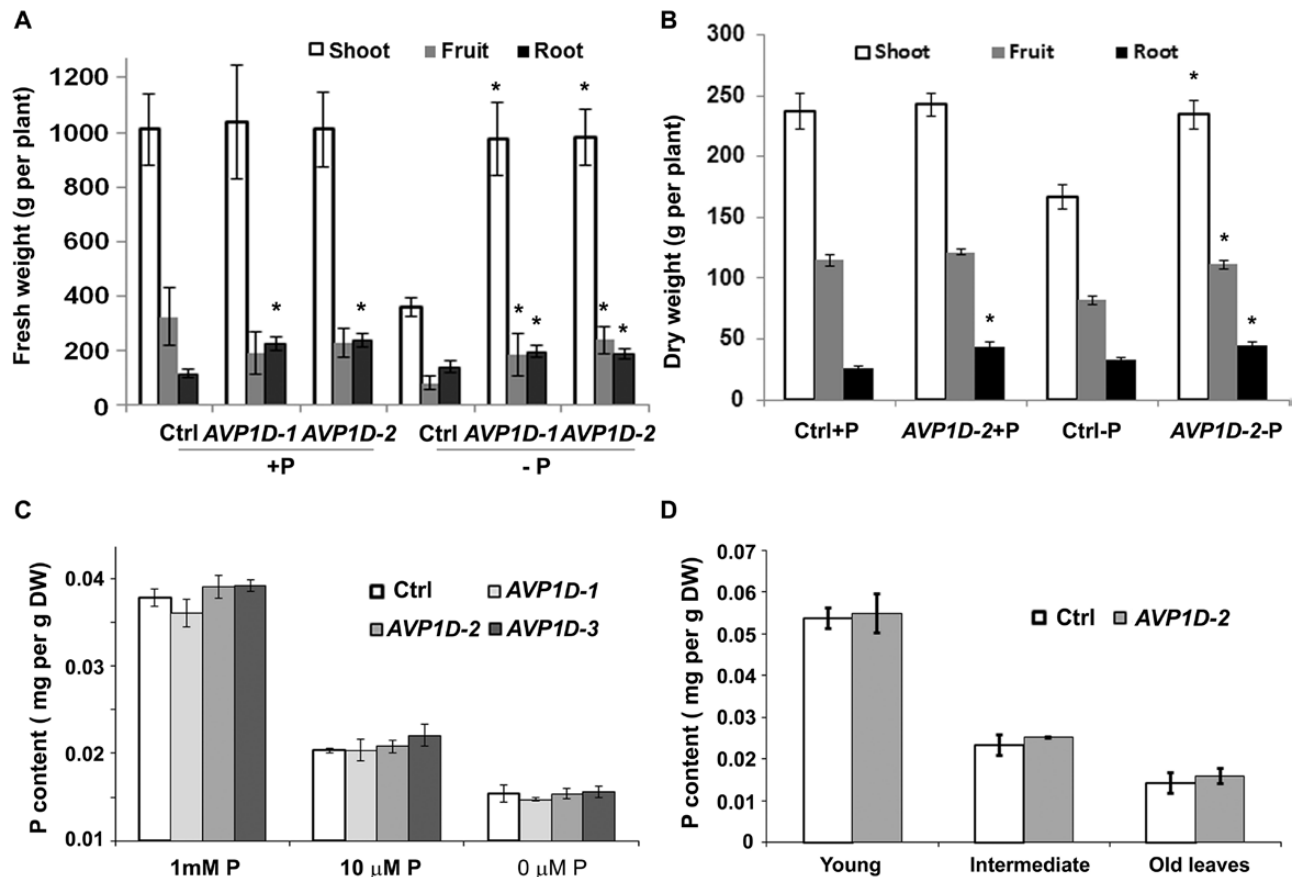 A
Shoot Fruit Root
Fresh weight (g per plant)
1200
1000
800
600
400
200
0
* * * * * * * *
Ctrl AVP1D-1 AVP1D-2 Ctrl AVP1D-1 AVP1D-2
+P - P
B
Shoot Fruit Root
Dry weight (g per plant)
300
250
200
150
100
50
0
* * * *
Ctrl+P AVP1D-2+P Ctrl-P AVP1D-2-P
C
Ctrl AVP1D-1
AVP1D-2 AVP1D-3
P content ( mg per g DW)
0.04
0.03
0.02
0.01
1mM P 10 μM P 0 μM P
D
Ctrl AVP1D-2
P content ( mg per g DW)
0.07
0.06
0.05
0.04
0.03
0.02
0.01
0
Young Intermediate Old leaves